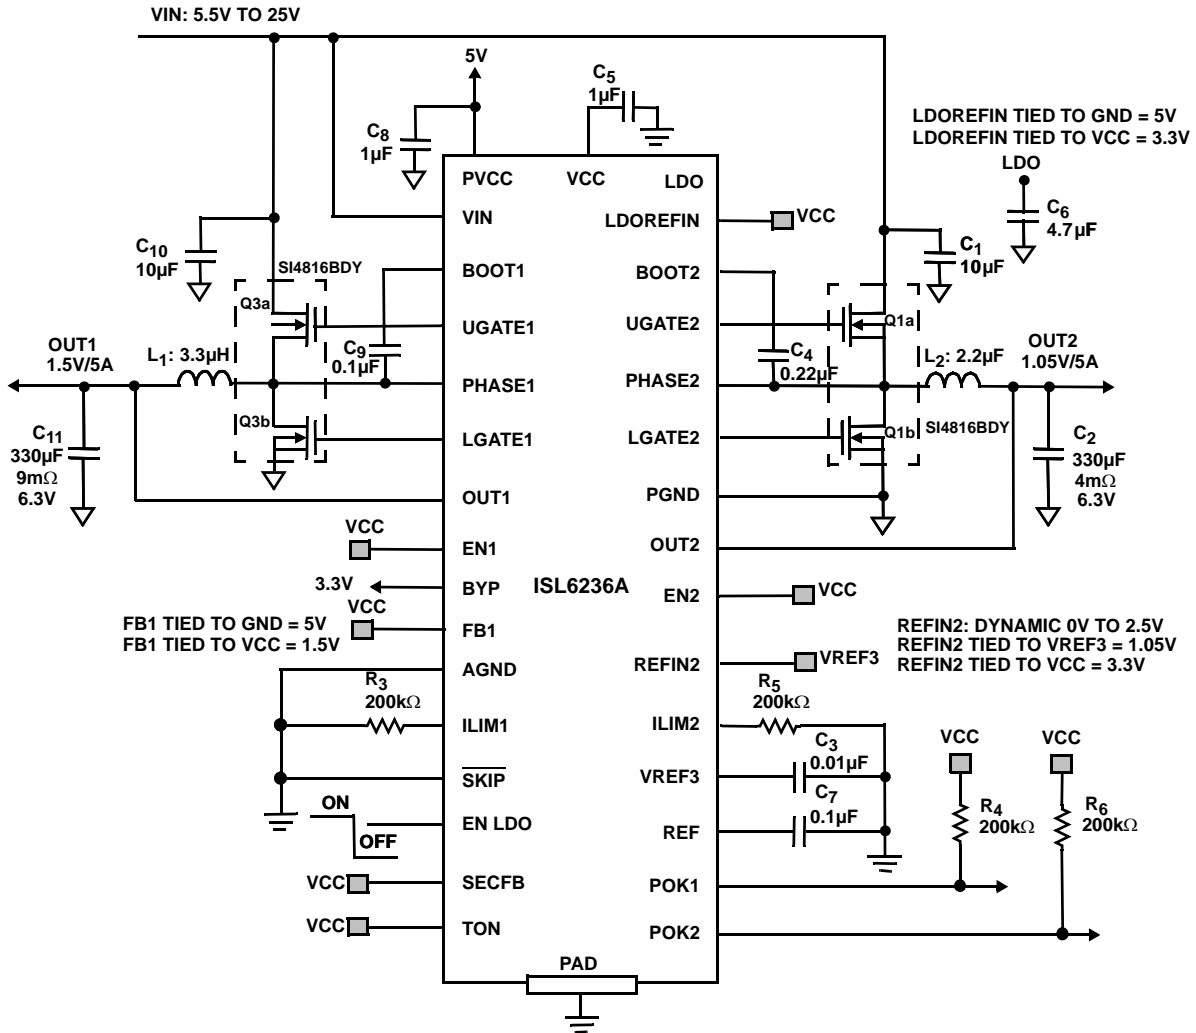 VIN: 5.5V TO 25V
5V
C5
1µF
C8
1µF
LDOREFIN TIED TO GND = 5V
LDOREFIN TIED TO VCC = 3.3V
LDO
C6
4.7µF
PVCC
VCC
LDO
VIN
LDOREFIN
VCC
C10
10µF
SI4816BDY
BOOT1
BOOT2
C1
10µF
Q3a
UGATE1
UGATE2
Q1a
OUT1
1.5V/5A
L1: 3.3µH
C9
0.1µF
C4
0.22µF
L2: 2.2µF
OUT2
1.05V/5A
PHASE1
PHASE2
Q3b
LGATE1
LGATE2
Q1b
SI4816BDY
C11
330µF
9mΩ
6.3V
C2
330µF
4mΩ
6.3V
OUT1
PGND
VCC
EN1
OUT2
3.3V
BYP
ISL6236A
EN2
VCC
VCC
FB1 TIED TO GND = 5V
FB1 TIED TO VCC = 1.5V
FB1
REFIN2: DYNAMIC 0V TO 2.5V
REFIN2 TIED TO VREF3 = 1.05V
REFIN2 TIED TO VCC = 3.3V
AGND
REFIN2
VREF3
R3
200kΩ
ILIM1
ILIM2
R5
200kΩ
SKIP
VREF3
C3
0.01µF
VCC
VCC
ON
OFF
EN LDO
REF
C7
0.1µF
R4
200kΩ
R6
200kΩ
VCC
SECFB
POK1
VCC
TON
POK2
PAD